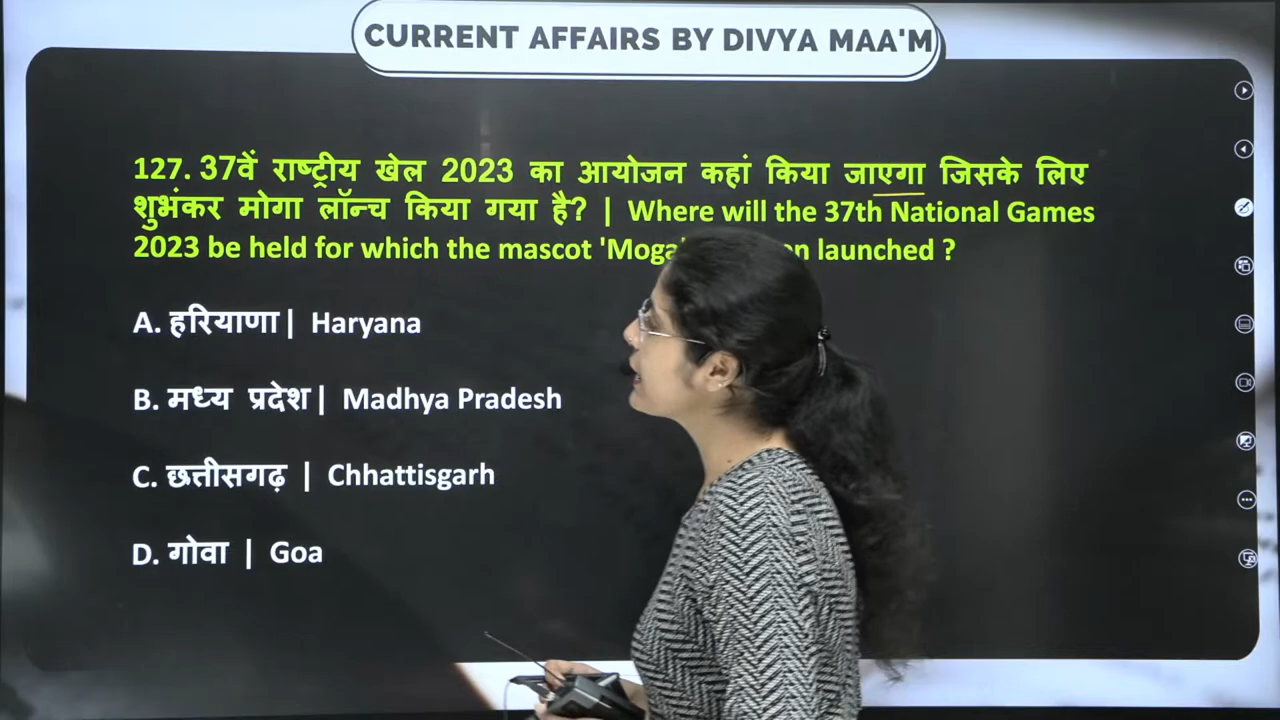 CURRENT AFFAIRS BY DIVYA MAA'M
127. 37वें राष्ट्रीय खेल 2023 का आयोजन कहां किया जाएगा जिसके लिए
शुभंकर मोगा लॉन्च किया गया है? | Where will the 37th National Games
2023 be held for which the mascot 'Moga launched ?
A. हरियाणा | Haryana
B. मध्य प्रदेश | Madhya Pradesh
C. छत्तीसगढ़ | Chhattisgarh
D. गोवा | Goa